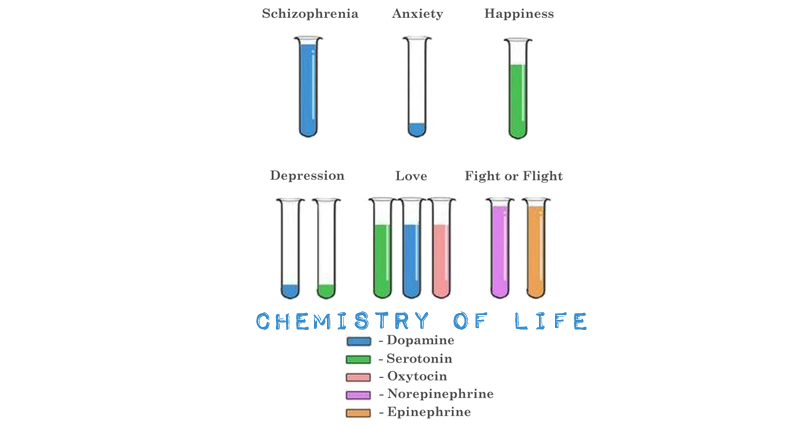 Schizophrenia Anxiety Happiness
Depression Love Fight or Flight
CHEMISTRY OF LIFE
- Dopamine
- Serotonin
- Oxytocin
- Norepinephrine
- Epinephrine